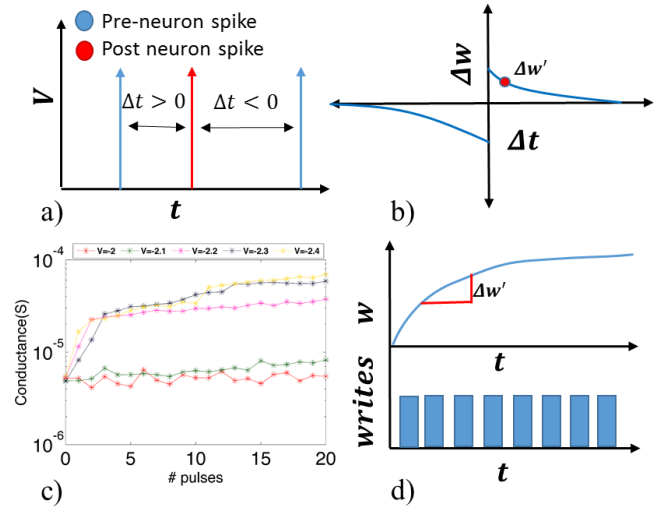 Pre-neuron spike
Post neuron spike
V
Δt > 0
Δt < 0
t
a)
Δw
Δw'
Δt
b)
V=-2 V=-2.1 V=-2.2 V=-2.3 V=-2.4
10^-4
10^-5
10^-6
Conductance(S)
0 5 10 15 20
# pulses
c)
w
Δw'
t
writes
t
d)